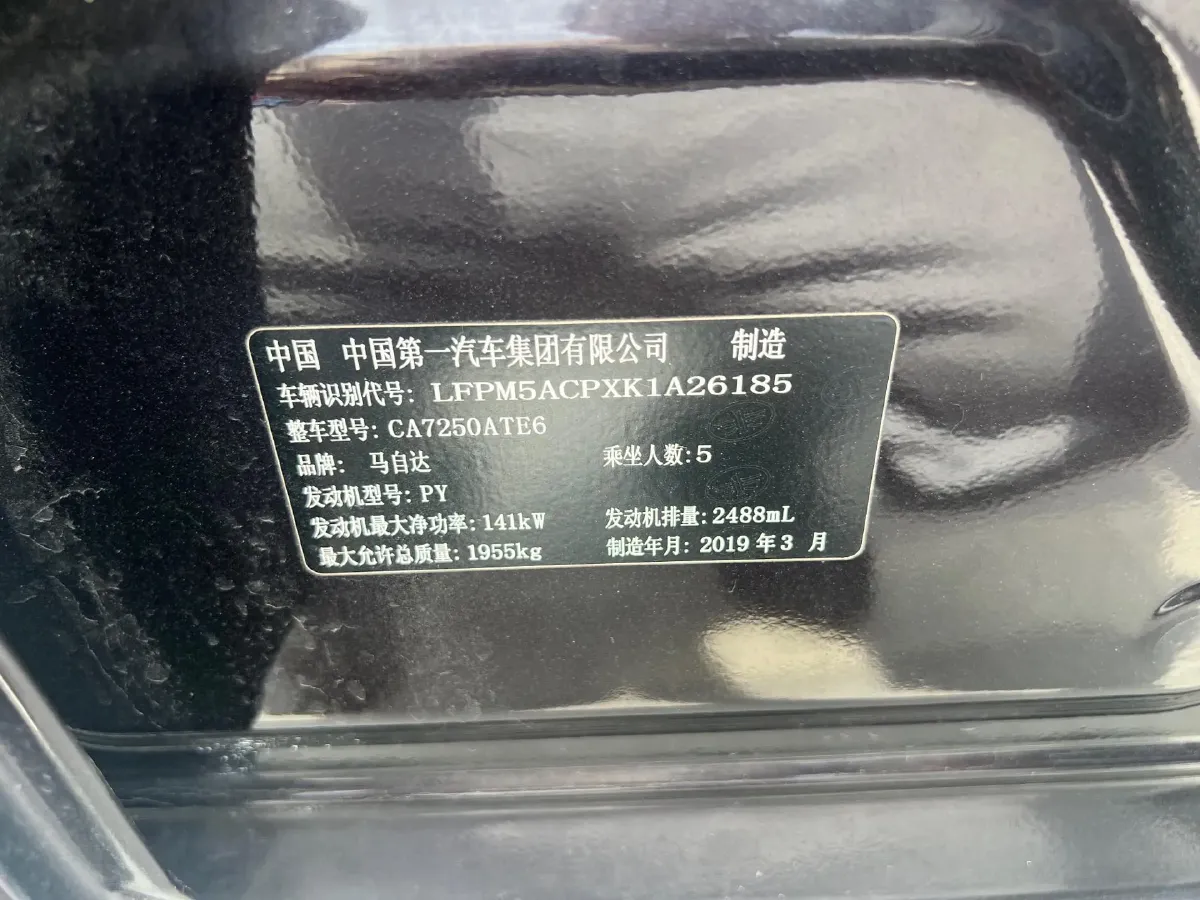 中国 中国第一汽车集团有限公司 制造
车辆识别代号: LFPM5ACPXK1A26185
整车型号: CA7250ATE6
品牌: 马自达 乘坐人数: 5
发动机型号: PY
发动机最大净功率: 141kW 发动机排量: 2488mL
最大允许总质量: 1955kg 制造年月: 2019 年 3 月